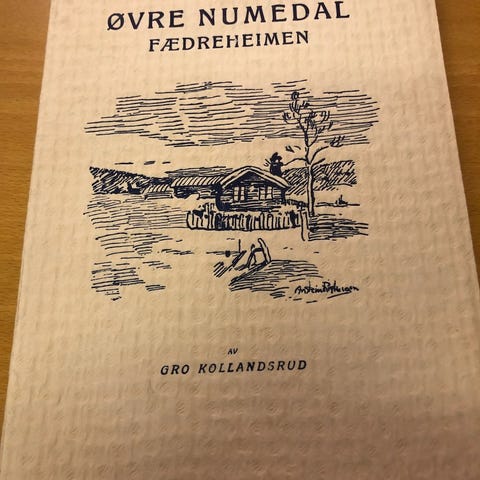 ØVRE NUMEDAL
FÆDREHEIMEN
AV
GRO KOLLANDSRUD